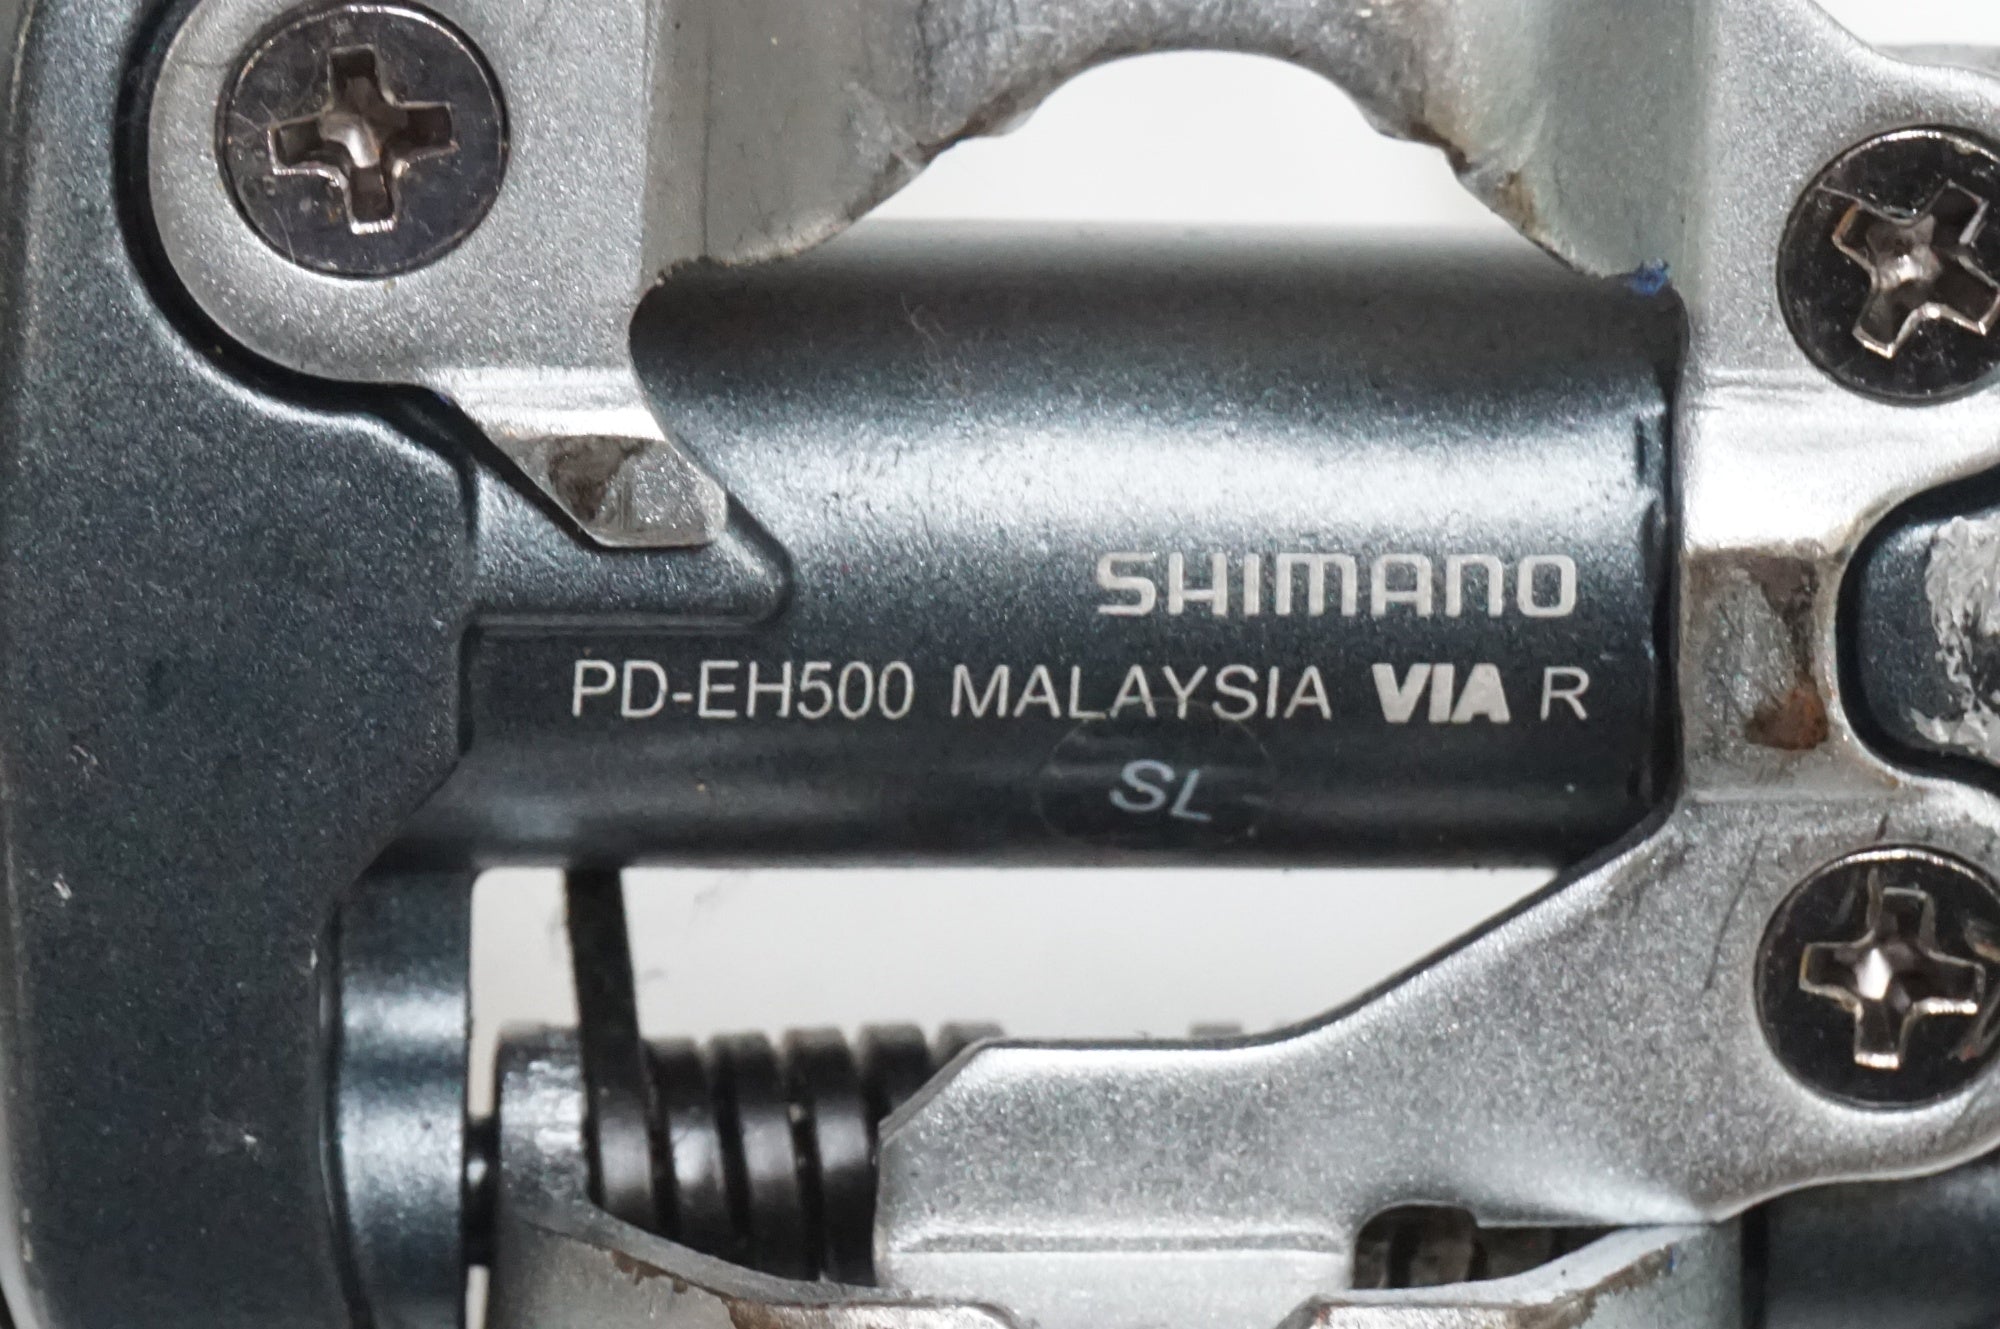 SHIMANO
PD-EH500 MALAYSIA VIA R
SL